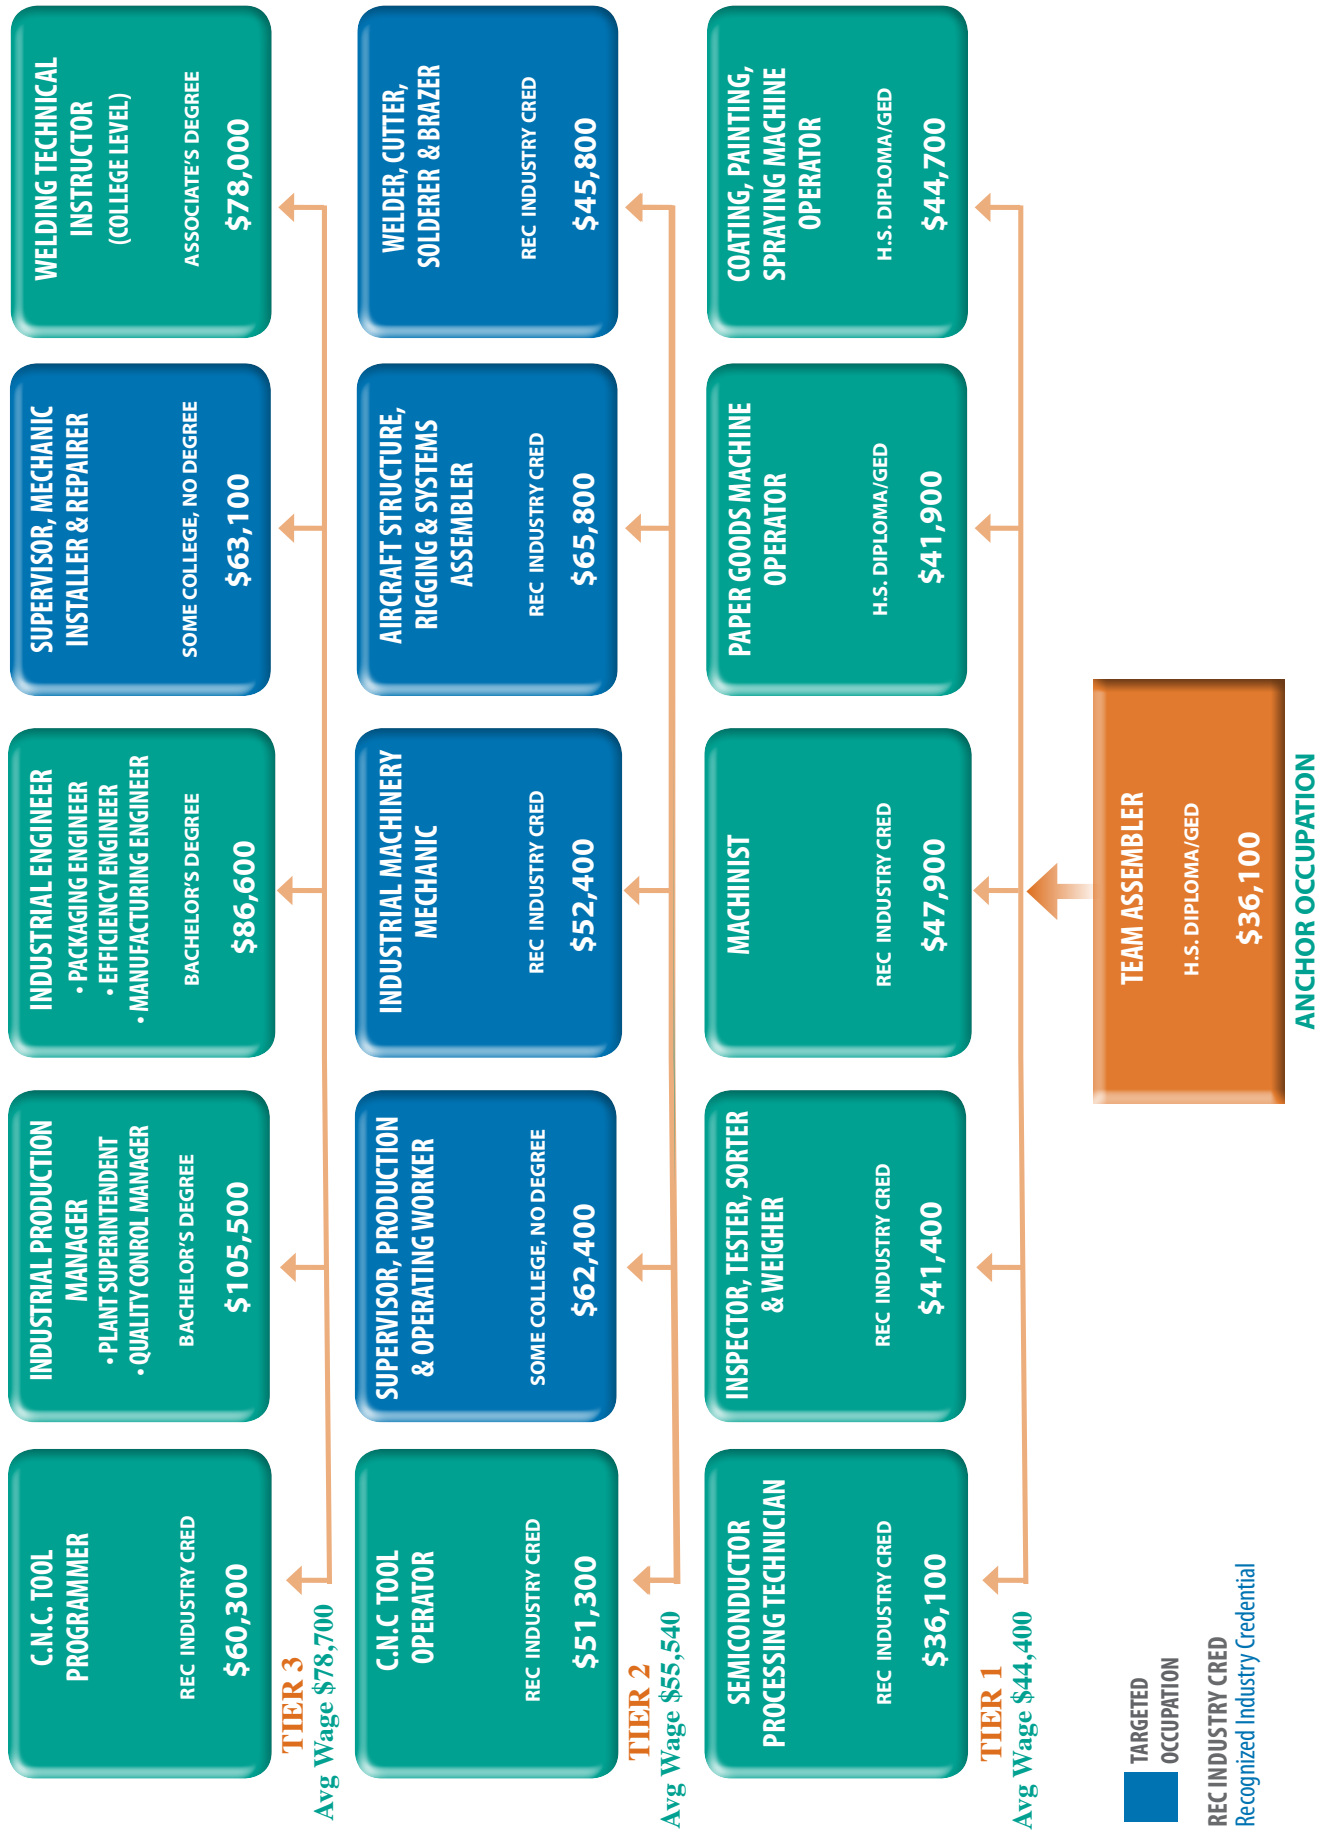 C.N.C. TOOL
PROGRAMMER
REC INDUSTRY CRED
$60,300
INDUSTRIAL PRODUCTION
MANAGER
• PLANT SUPERINTENDENT
• QUALITY CONROL MANAGER
BACHELOR'S DEGREE
$105,500
INDUSTRIAL ENGINEER
• PACKAGING ENGINEER
• EFFICIENCY ENGINEER
• MANUFACTURING ENGINEER
BACHELOR'S DEGREE
$86,600
SUPERVISOR, MECHANIC
INSTALLER & REPAIRER
SOME COLLEGE, NO DEGREE
$63,100
WELDING TECHNICAL
INSTRUCTOR
(COLLEGE LEVEL)
ASSOCIATE'S DEGREE
$78,000
TIER 3
Avg Wage $78,700
C.N.C TOOL
OPERATOR
REC INDUSTRY CRED
$51,300
SUPERVISOR, PRODUCTION
& OPERATING WORKER
SOME COLLEGE, NO DEGREE
$62,400
INDUSTRIAL MACHINERY
MECHANIC
REC INDUSTRY CRED
$52,400
AIRCRAFT STRUCTURE,
RIGGING & SYSTEMS
ASSEMBLER
REC INDUSTRY CRED
$65,800
WELDER, CUTTER,
SOLDERER & BRAZER
REC INDUSTRY CRED
$45,800
TIER 2
Avg Wage $55,540
SEMICONDUCTOR
PROCESSING TECHNICIAN
REC INDUSTRY CRED
$36,100
INSPECTOR, TESTER, SORTER
& WEIGHER
REC INDUSTRY CRED
$41,400
MACHINIST
REC INDUSTRY CRED
$47,900
PAPER GOODS MACHINE
OPERATOR
H.S. DIPLOMA/GED
$41,900
COATING, PAINTING,
SPRAYING MACHINE
OPERATOR
H.S. DIPLOMA/GED
$44,700
TIER 1
Avg Wage $44,400
TEAM ASSEMBLER
H.S. DIPLOMA/GED
$36,100
ANCHOR OCCUPATION
TARGETED
OCCUPATION
REC INDUSTRY CRED
Recognized Industry Credential